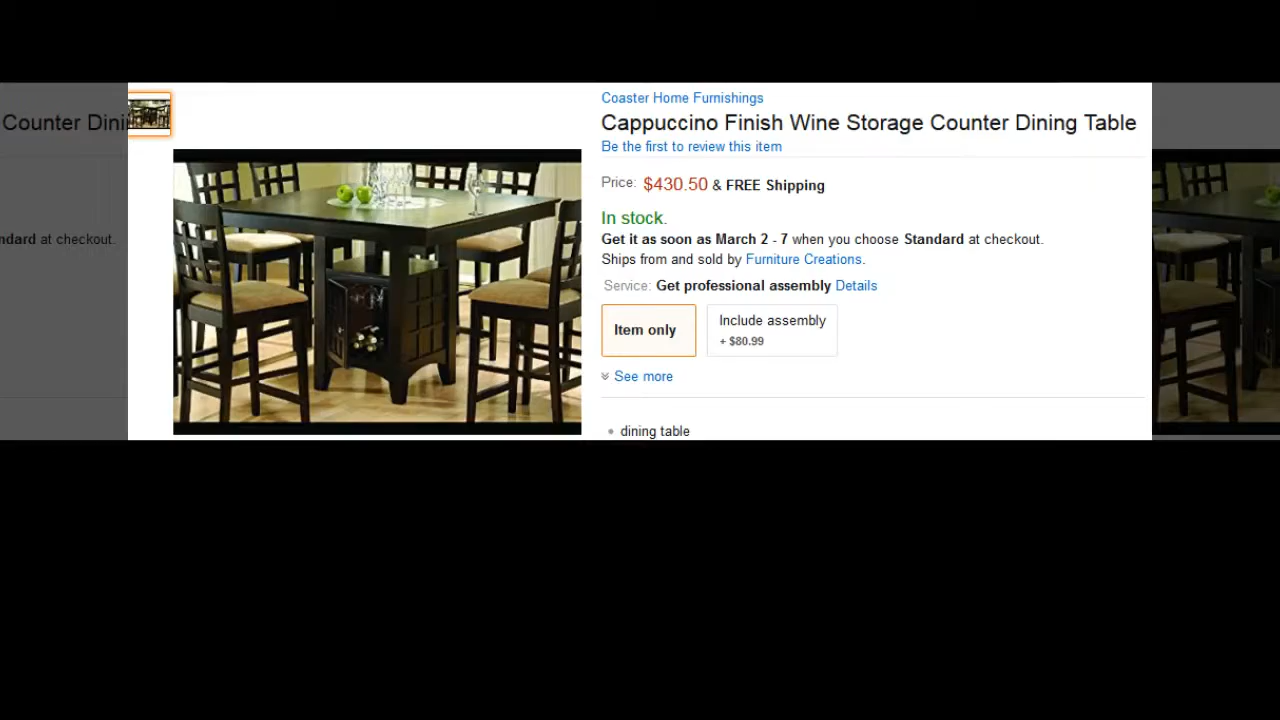 Coaster Home Furnishings
Counter Dini
Cappuccino Finish Wine Storage Counter Dining Table
Be the first to review this item
Price: $430.50 & FREE Shipping
In stock.
ndard at checkout.
Get it as soon as March 2 - 7 when you choose Standard at checkout.
Ships from and sold by Furniture Creations.
Service: Get professional assembly Details
Item only
Include assembly
+ $80.99
See more
dining table